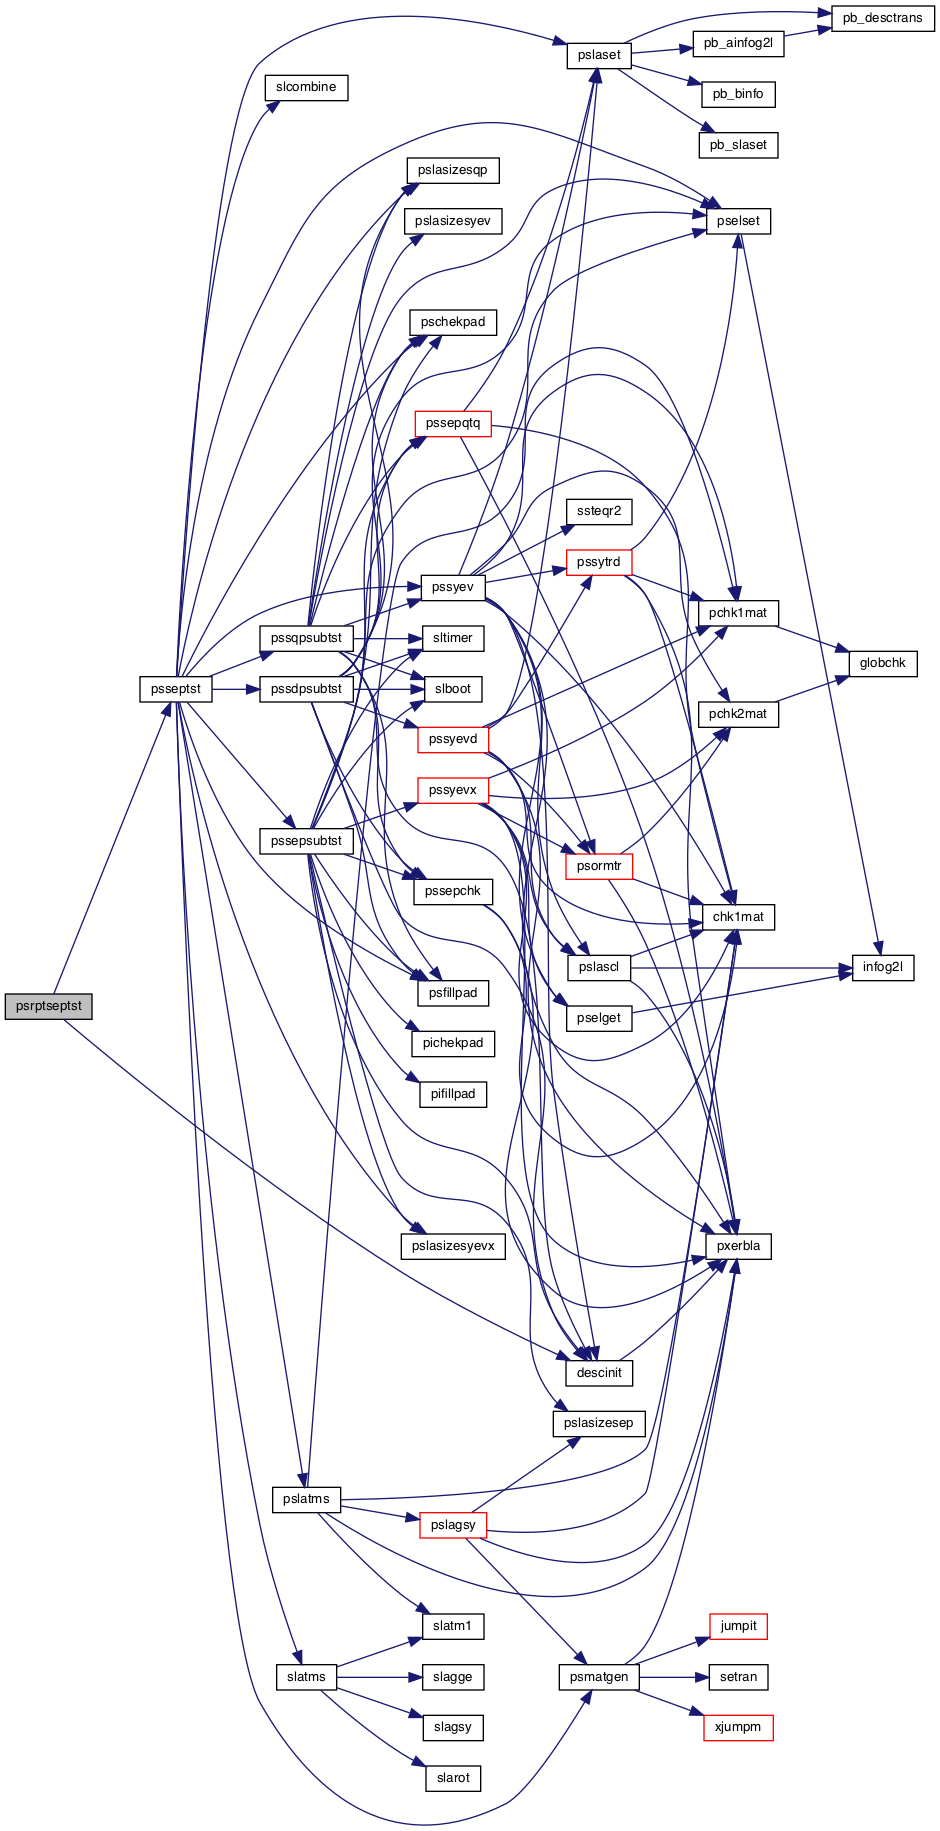 pb_desctrans
pslaset
pb_ainfog2l
slcombine
pb_binfo
pb_slaset
pslasizesqp
pslasizesyev
pselset
pschekpad
pssepqtq
ssteqr2
pssytrd
pssyev
pchk1mat
pssqpsubtst
sltimer
globchk
psseptst
pssdpsubtst
slboot
pchk2mat
pssyevd
pssyevx
pssepsubtst
psormtr
pssepchk
chk1mat
pslascl
infog2l
psfillpad
psrptseptst
pselget
pichekpad
pifillpad
pslasizesyevx
pxerbla
descinit
pslasizesep
pslatms
pslagsy
slatm1
jumpit
slatms
slagge
psmatgen
setran
slagsy
xjumpm
slarot